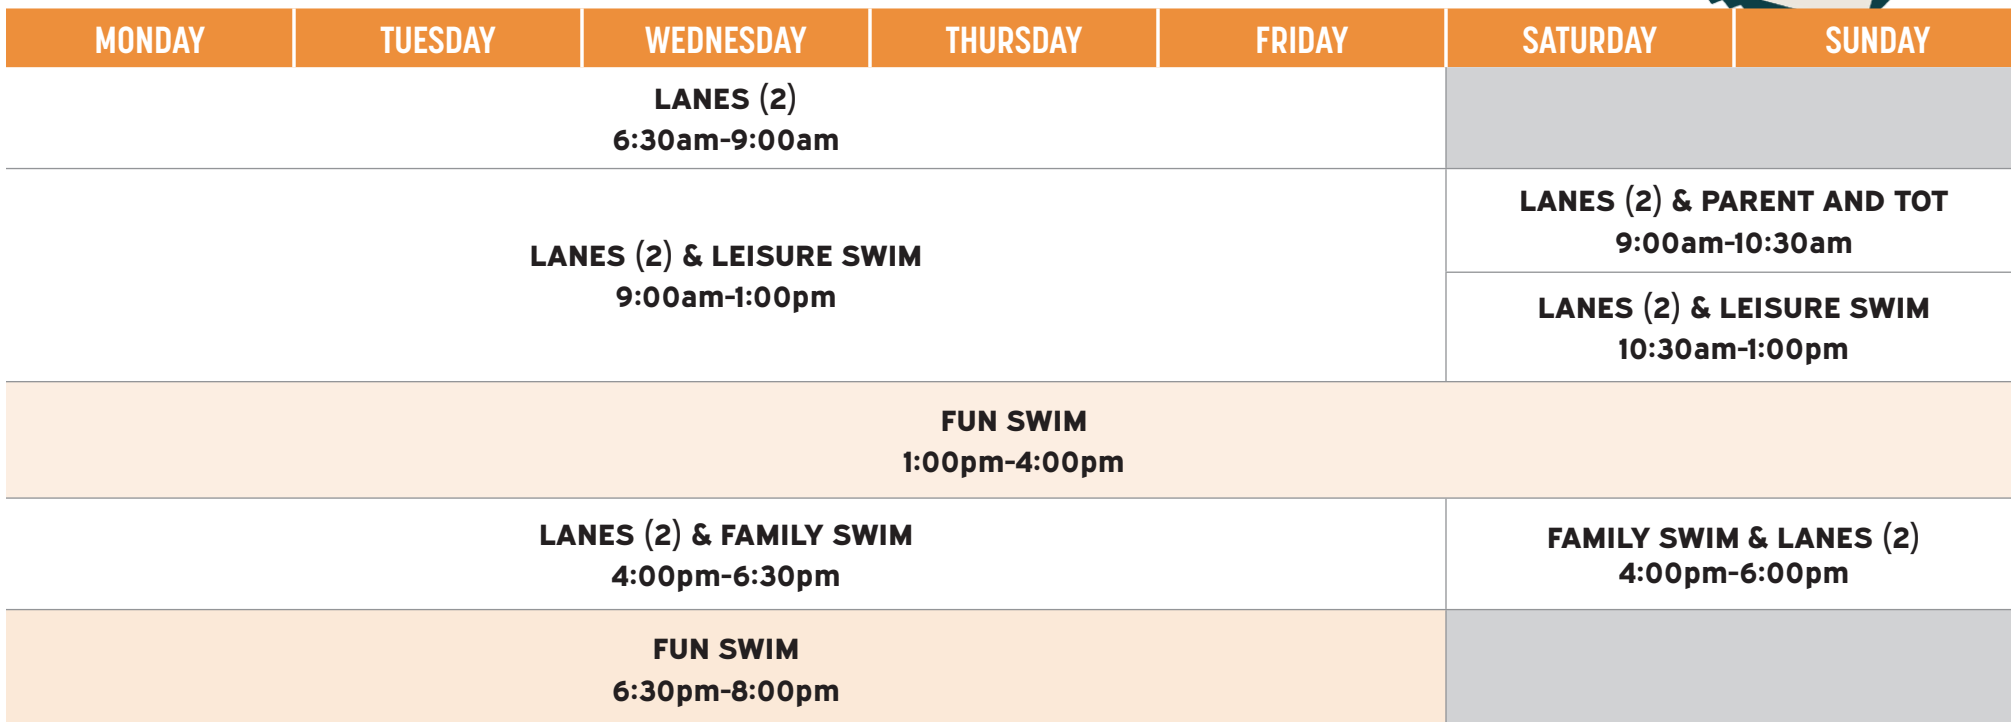 MONDAY TUESDAY WEDNESDAY THURSDAY FRIDAY SATURDAY SUNDAY
LANES (2)
6:30am-9:00am
LANES (2) & LEISURE SWIM
9:00am-1:00pm
LANES (2) & PARENT AND TOT
9:00am-10:30am
LANES (2) & LEISURE SWIM
10:30am-1:00pm
FUN SWIM
1:00pm-4:00pm
LANES (2) & FAMILY SWIM
4:00pm-6:30pm
FAMILY SWIM & LANES (2)
4:00pm-6:00pm
FUN SWIM
6:30pm-8:00pm